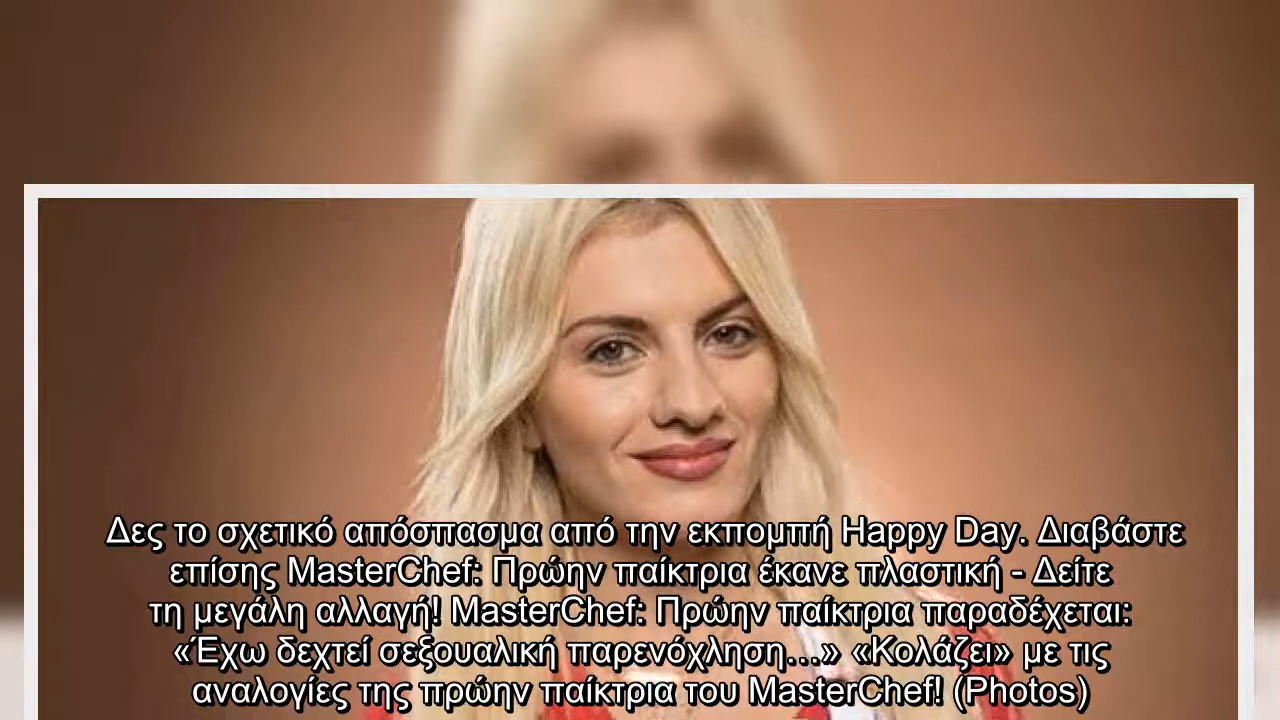 Δες το σχετικό απόσπασμα από την εκπομπή Happy Day. Διαβάστε
επίσης MasterChef: Πρώην παίκτρια έκανε πλαστική - Δείτε
τη μεγάλη αλλαγή! MasterChef: Πρώην παίκτρια παραδέχεται:
«Έχω δεχτεί σεξουαλική παρενόχληση…» «Κολάζει» με τις
αναλογίες της πρώην παίκτρια του MasterChef! (Photos)